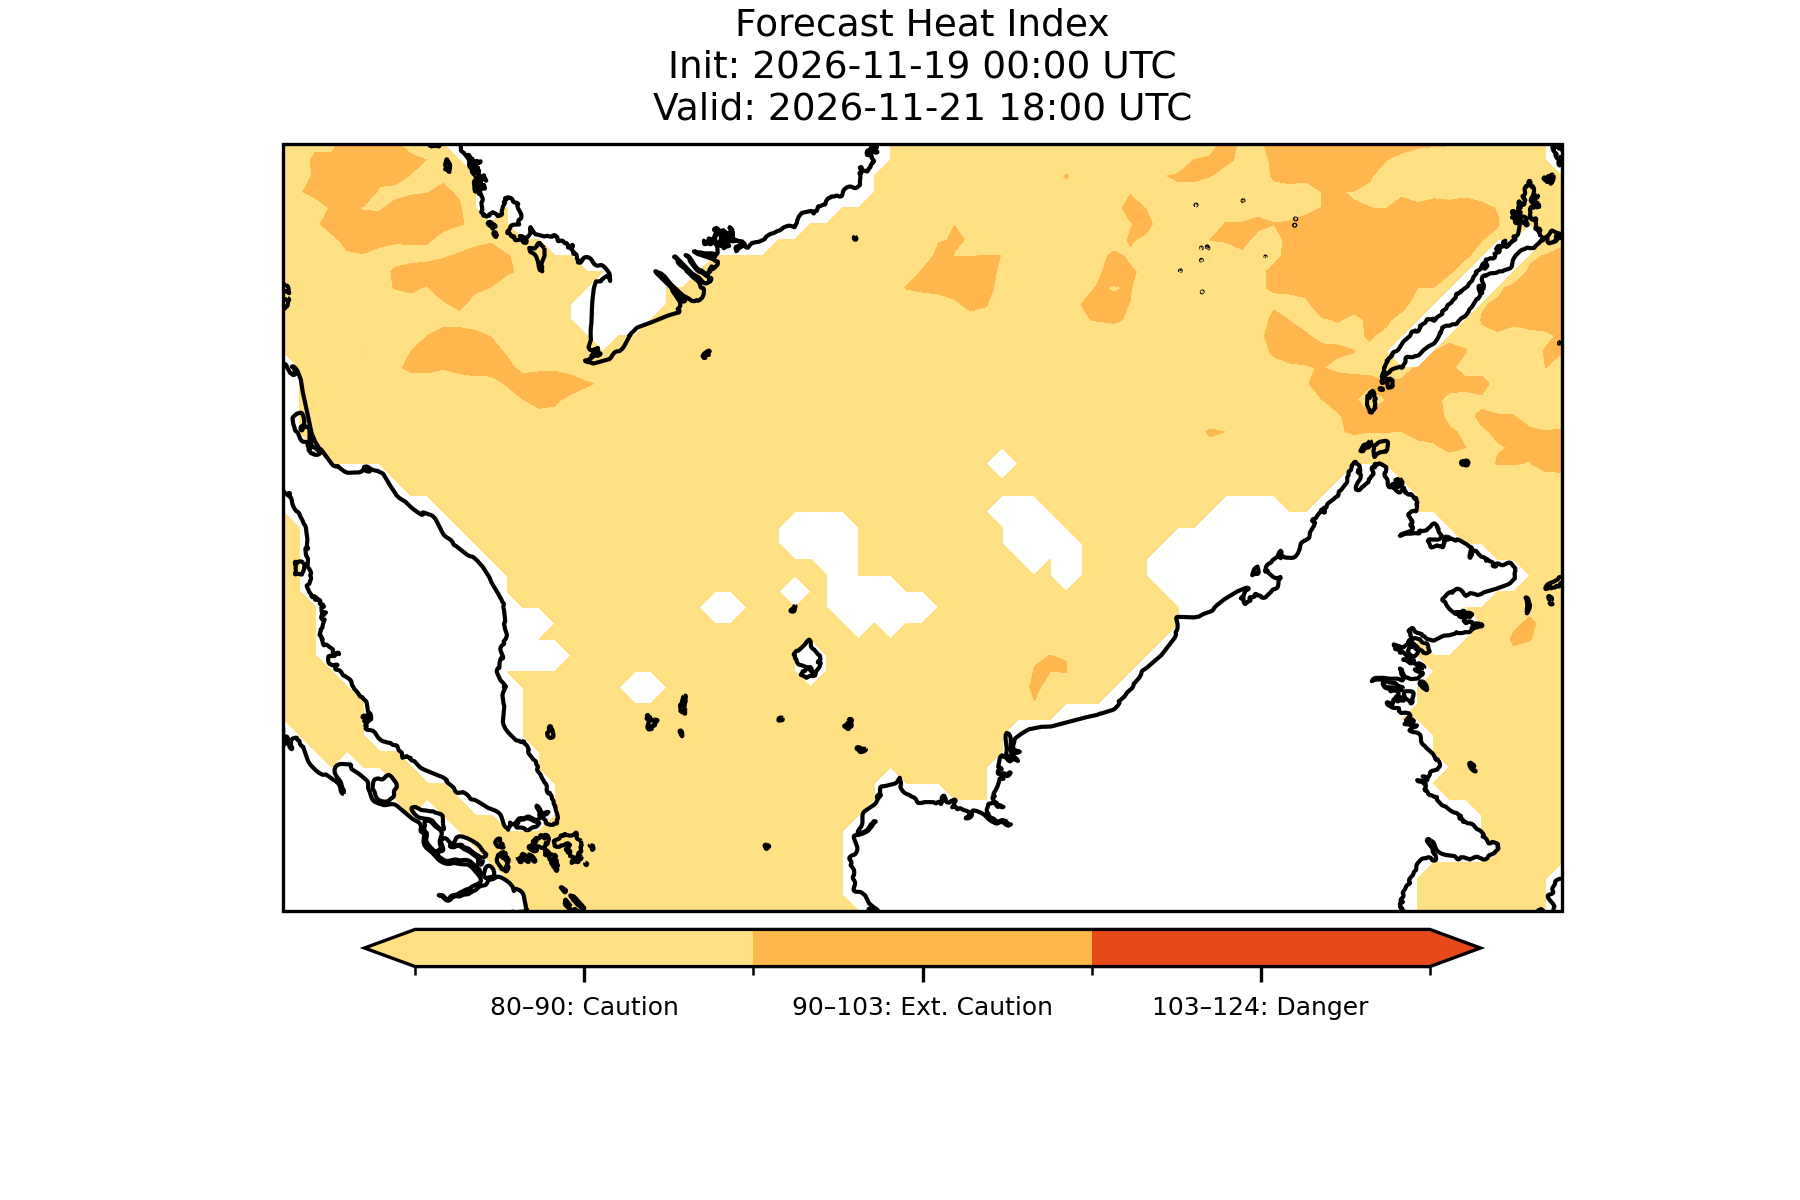 Forecast Heat Index
Init: 2026-11-19 00:00 UTC
Valid: 2026-11-21 18:00 UTC
80–90: Caution
90–103: Ext. Caution
103–124: Danger